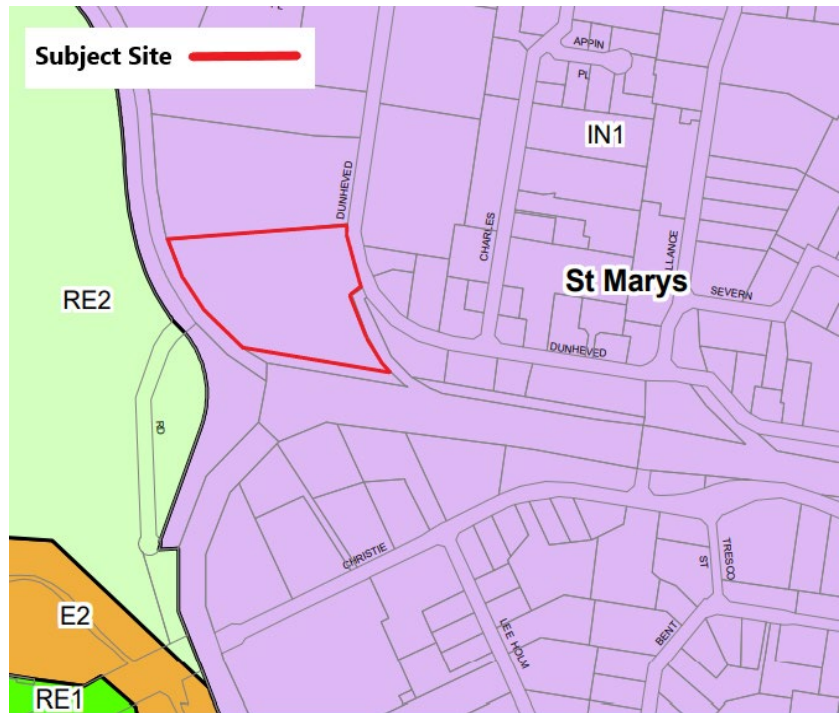 Subject Site
APPIN
PL
IN1
DUNHEVED
CHARLES
St Marys
SEVERN
RE2
DUNHEVED
RD
CHRISTIE
TRESCO
ST
E2
LEE HOLM
BENT
RE1